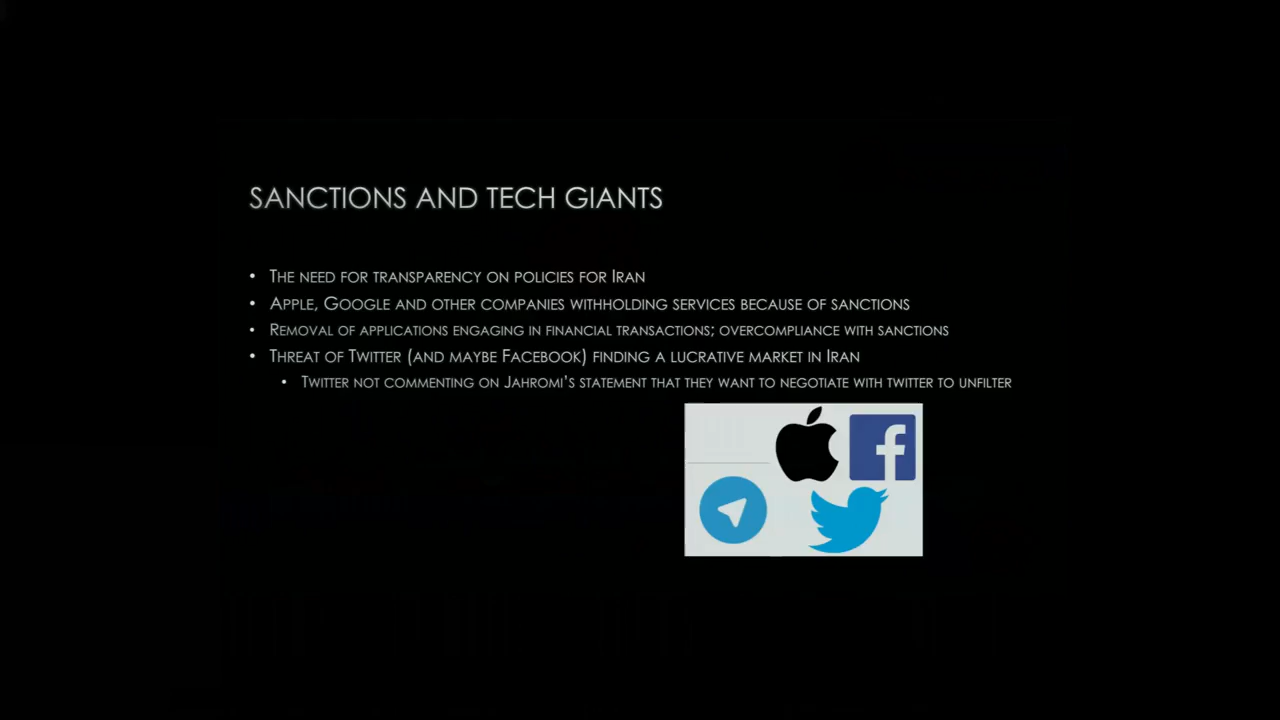 SANCTIONS AND TECH GIANTS
• THE NEED FOR TRANSPARENCY ON POLICIES FOR IRAN
• APPLE, GOOGLE AND OTHER COMPANIES WITHHOLDING SERVICES BECAUSE OF SANCTIONS
• REMOVAL OF APPLICATIONS ENGAGING IN FINANCIAL TRANSACTIONS; OVERCOMPLIANCE WITH SANCTIONS
• THREAT OF TWITTER (AND MAYBE FACEBOOK) FINDING A LUCRATIVE MARKET IN IRAN
• TWITTER NOT COMMENTING ON JAHROMI'S STATEMENT THAT THEY WANT TO NEGOTIATE WITH TWITTER TO UNFILTER